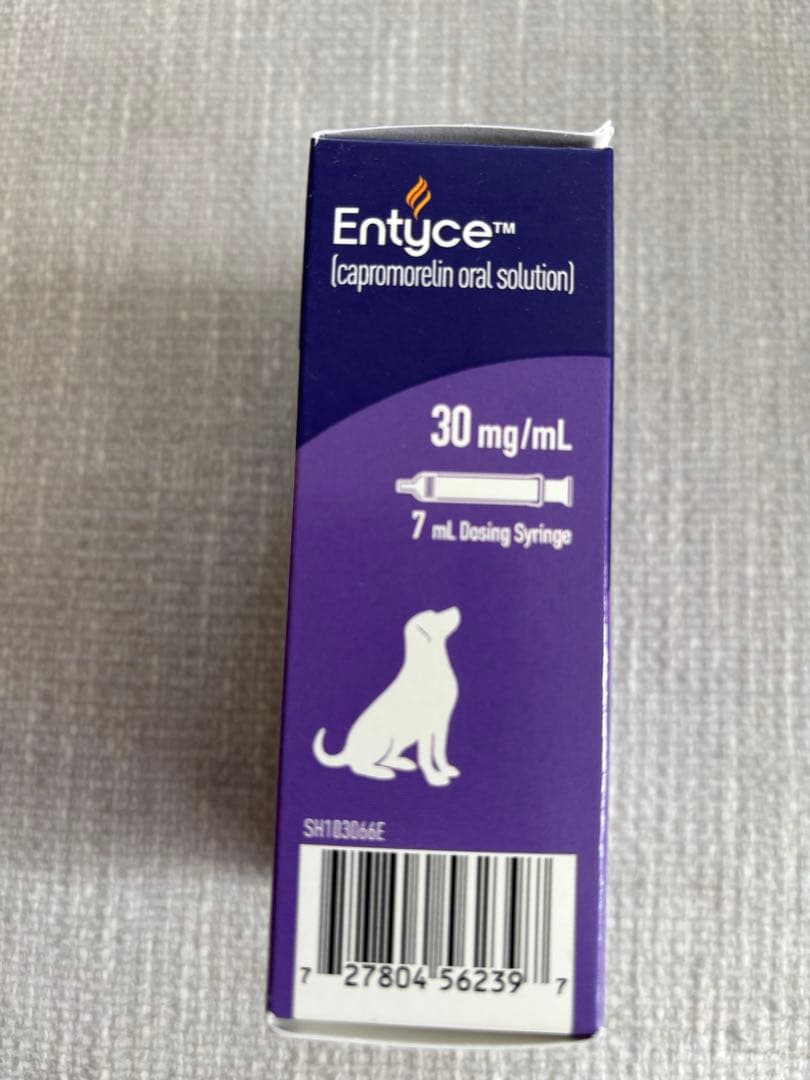 Entyce™
(capromorelin oral solution)
30 mg/mL
7 mL Dosing Syringe
SH103066E
7 27804 56239 7